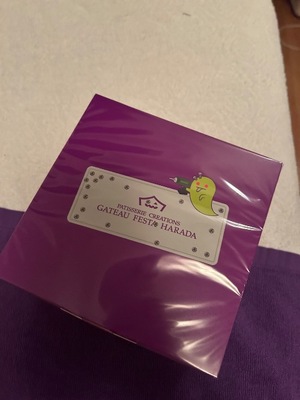 PATISSERIE CREATIONS
GATEAU FESTA HARADA